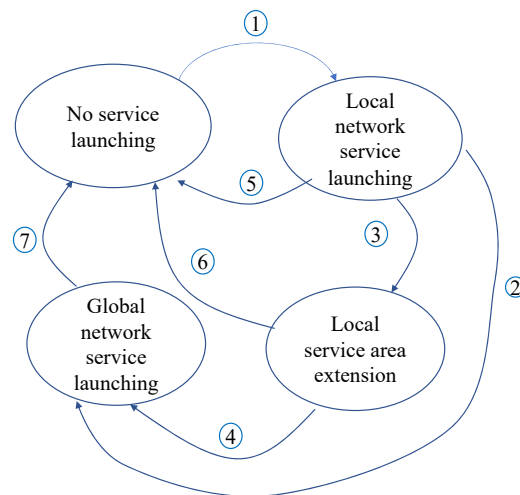 ①
No service
launching
Local
network
service
launching
⑤
③
⑦
⑥
②
Global
network
service
launching
Local
service area
extension
④